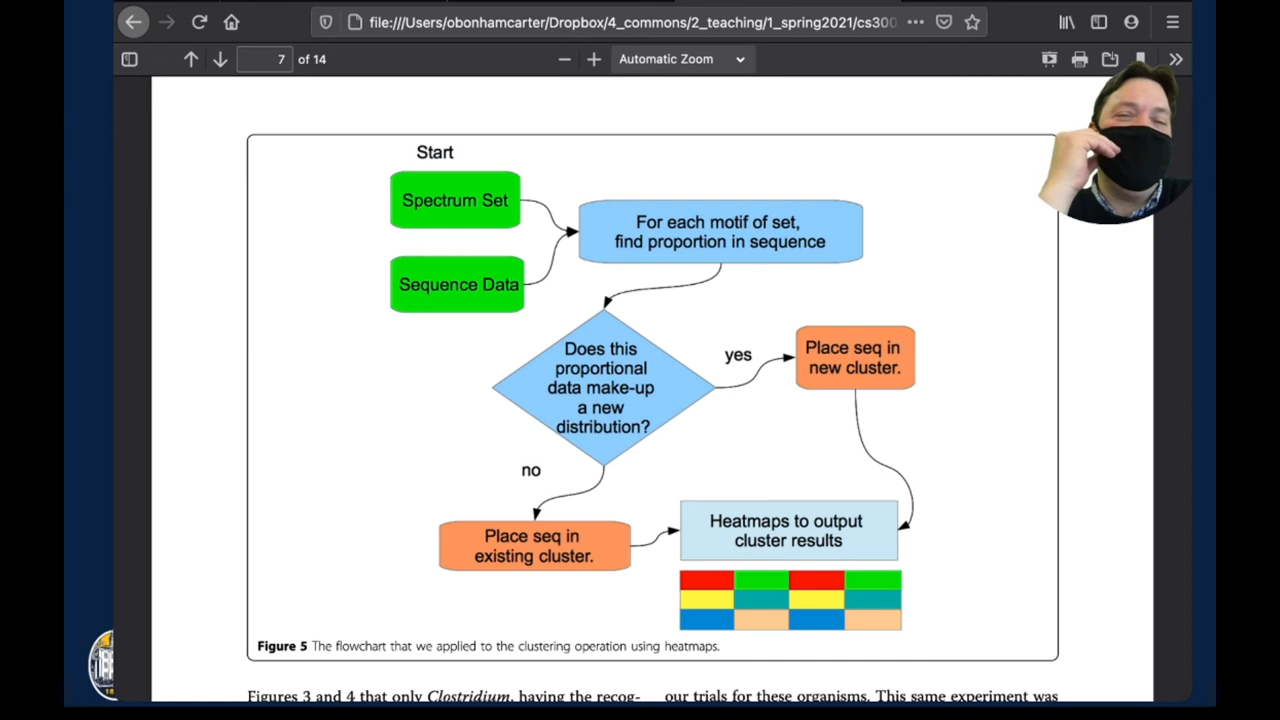 file:///Users/obonhamcarter/Dropbox/4_commons/2_teaching/1_spring2021/cs300
7 of 14
Automatic Zoom
Start
Spectrum Set
For each motif of set,
find proportion in sequence
Sequence Data
Does this
proportional
data make-up
a new
distribution?
yes
Place seq in
new cluster.
no
Place seq in
existing cluster.
Heatmaps to output
cluster results
Figure 5 The flowchart that we applied to the clustering operation using heatmaps.
Figures 3 and 4 that only Clostridium, having the recog-
our trials for these organisms. This same experiment was